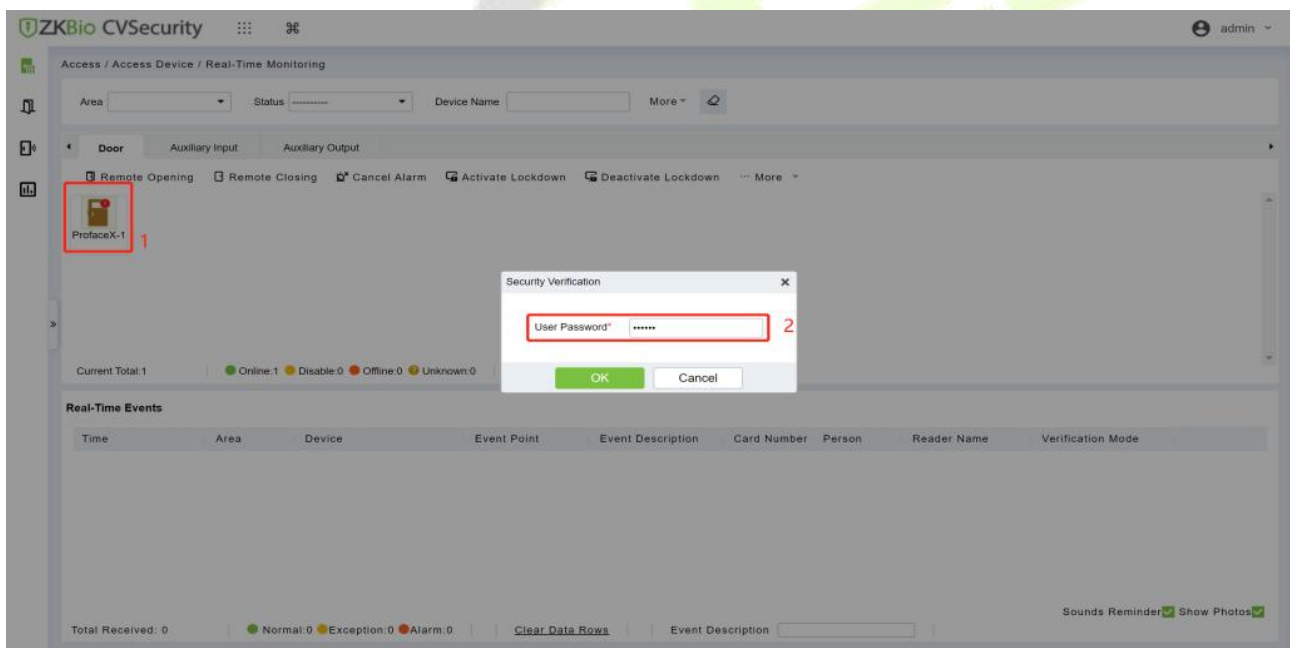 ZKBio CVSecurity admin
Access / Access Device / Real-Time Monitoring
Area Status ---------- Device Name More
Door Auxiliary Input Auxiliary Output
Remote Opening Remote Closing Cancel Alarm Activate Lockdown Deactivate Lockdown ··· More
ProfaceX-1 1
Security Verification
User Password* •••••• 2
OK Cancel
Current Total:1 Online:1 Disable:0 Offline:0 Unknown:0
Real-Time Events
Time Area Device Event Point Event Description Card Number Person Reader Name Verification Mode
Sounds Reminder Show Photos
Total Received: 0 Normal:0 Exception:0 Alarm:0 Clear Data Rows Event Description